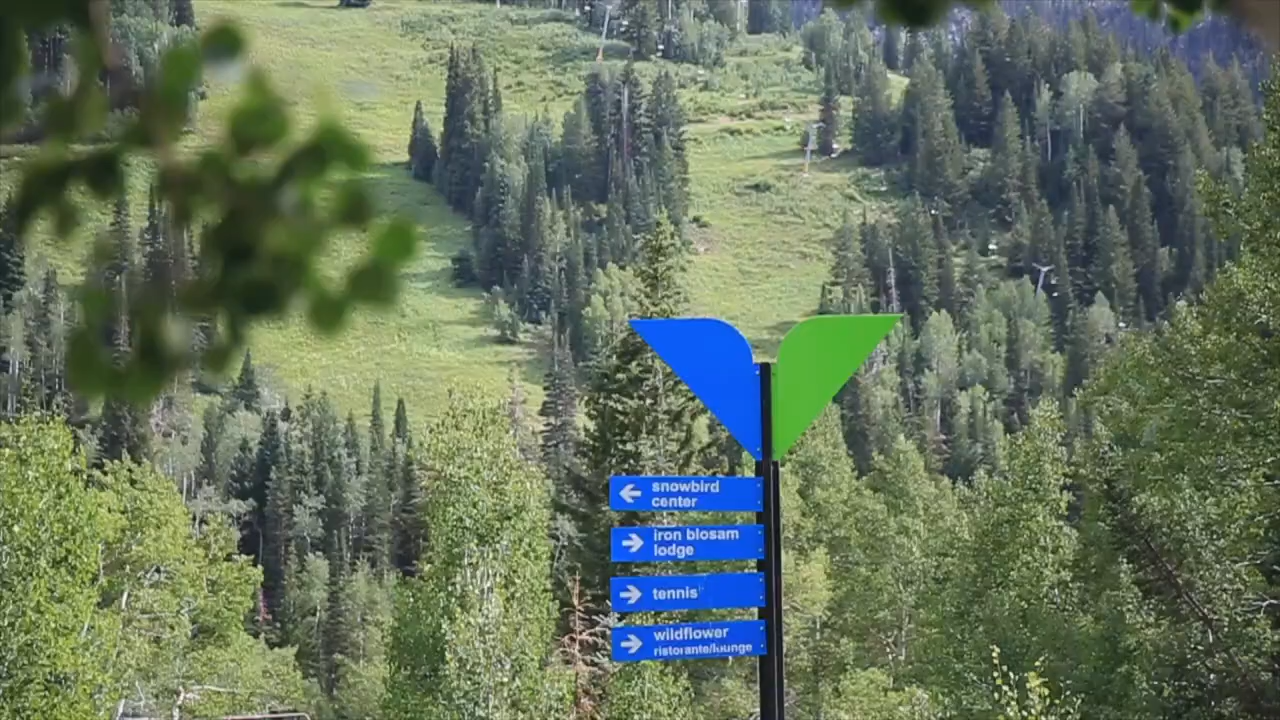 snowbird
center
iron blosam
lodge
tennis
wildflower
ristorante/lounge